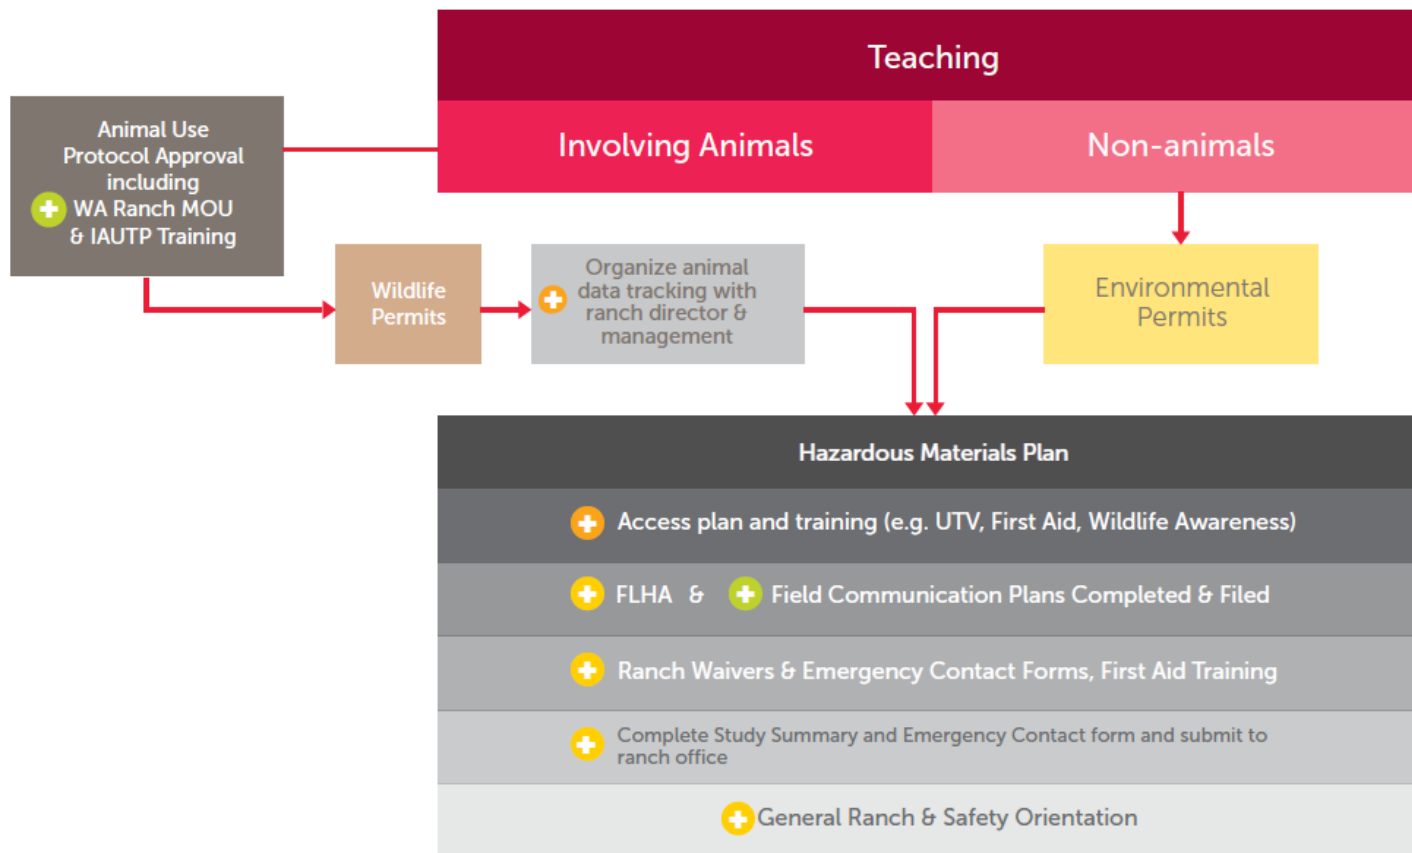 Teaching
Involving Animals
Non-animals
Animal Use
Protocol Approval
including
WA Ranch MOU
& IAUTP Training
Wildlife
Permits
Organize animal
data tracking with
ranch director &
management
Environmental
Permits
Hazardous Materials Plan
Access plan and training (e.g. UTV, First Aid, Wildlife Awareness)
FLHA & Field Communication Plans Completed & Filed
Ranch Waivers & Emergency Contact Forms, First Aid Training
Complete Study Summary and Emergency Contact form and submit to
ranch office
General Ranch & Safety Orientation